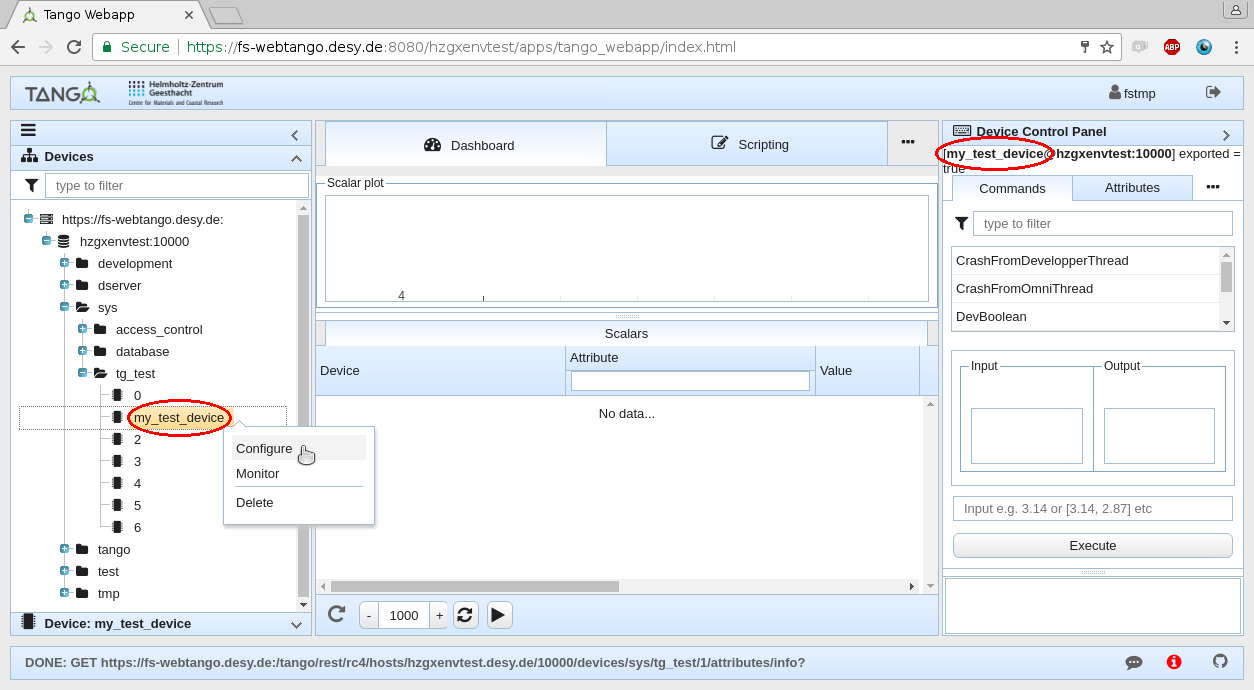 Tango Webapp
Secure
https://fs-webtango.desy.de:8080/hzgxenvtest/apps/tango_webapp/index.html
ABP
TANGO
Helmholtz-Zentrum
Geesthacht
Centre for Materials and Coastal Research
fstmp
Devices
type to filter
https://fs-webtango.desy.de:
hzgxenvtest:10000
development
dserver
sys
access_control
database
tg_test
0
my_test_device
2
3
4
5
6
tango
test
tmp
Configure
Monitor
Delete
Device: my_test_device
Dashboard
Scripting
Scalar plot
4
Scalars
Device
Attribute
Value
No data...
-
1000
+
Device Control Panel
[my_test_device@hzgxenvtest:10000] exported =
true
Commands
Attributes
type to filter
CrashFromDevelopperThread
CrashFromOmniThread
DevBoolean
Input
Output
Input e.g. 3.14 or [3.14, 2.87] etc
Execute
DONE: GET https://fs-webtango.desy.de:/tango/rest/rc4/hosts/hzgxenvtest.desy.de/10000/devices/sys/tg_test/1/attributes/info?